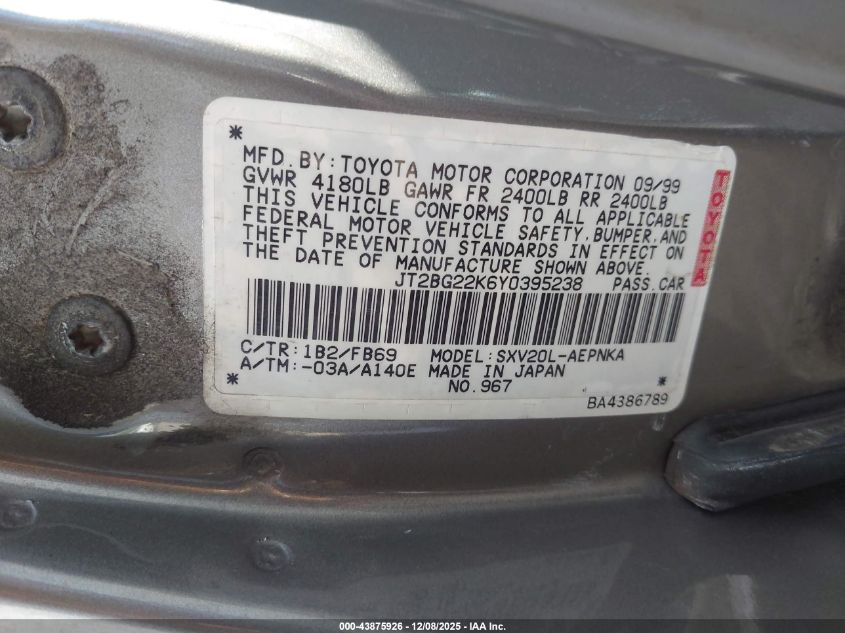 *
MFD. BY: TOYOTA MOTOR CORPORATION 09/99
GVWR 4180LB GAWR FR 2400LB RR 2400LB
THIS VEHICLE CONFORMS TO ALL APPLICABLE
FEDERAL MOTOR VEHICLE SAFETY, BUMPER, AND
THEFT PREVENTION STANDARDS IN EFFECT ON
THE DATE OF MANUFACTURE SHOWN ABOVE.
JT2BG22K6Y0395238 PASS. CAR
TOYOTA
C/TR: 1B2/FB69 MODEL: SXV20L-AEPNKA
A/TM: -03A/A140E MADE IN JAPAN
* NO. 967 *
BA4386789
000-43875926 | 12/08/2025 - IAA Inc.